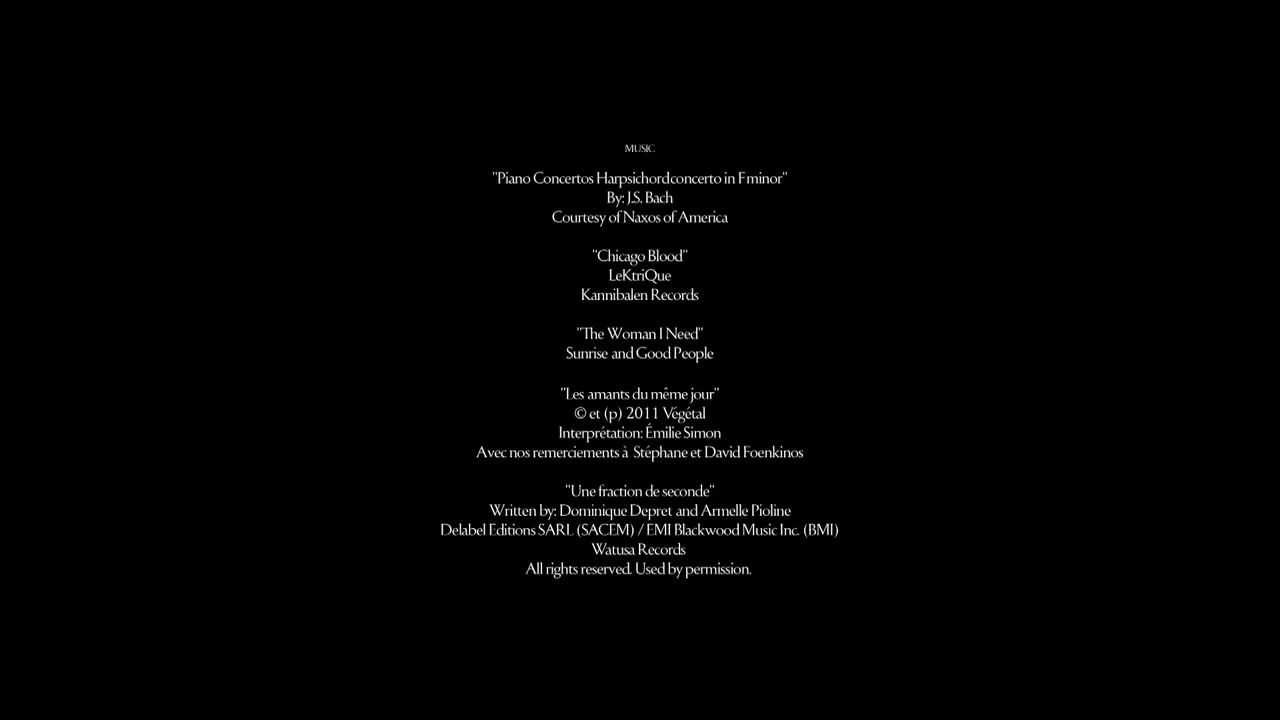 MUSIC
"Piano Concertos Harpsichordconcerto in F minor"
By: J.S. Bach
Courtesy of Naxos of America
"Chicago Blood"
LeKtriQue
Kannibalen Records
"The Woman I Need"
Sunrise and Good People
"Les amants du même jour"
© et (p) 2011 Végétal
Interprétation: Émilie Simon
Avec nos remerciements à Stéphane et David Foenkinos
"Une fraction de seconde"
Written by: Dominique Depret and Armelle Pioline
Delabel Editions SARL (SACEM) / EMI Blackwood Music Inc. (BMI)
Watusa Records
All rights reserved. Used by permission.